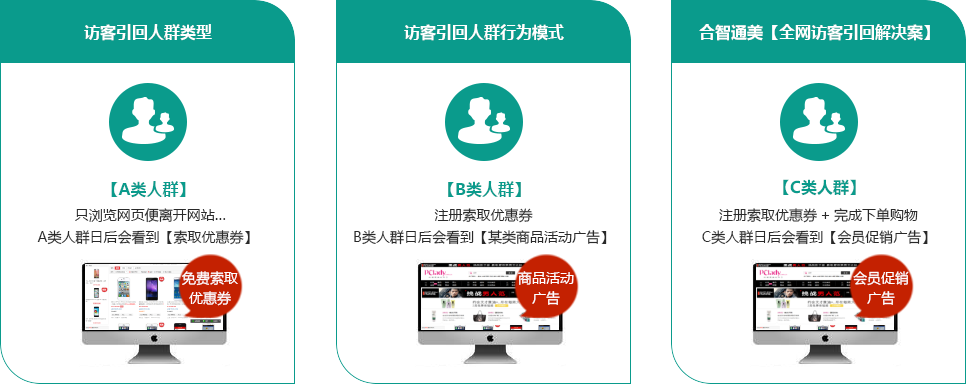 访客引回人群类型
【A类人群】
只浏览网页便离开网站...
A类人群日后会看到【索取优惠券】
免费索取
优惠券
访客引回人群行为模式
【B类人群】
注册索取优惠券
B类人群日后会看到【某类商品活动广告】
PClady
挑战男人员
商品活动
广告
合智通美【全网访客引回解决案】
【C类人群】
注册索取优惠券 + 完成下单购物
C类人群日后会看到【会员促销广告】
PClady
会员促销
广告